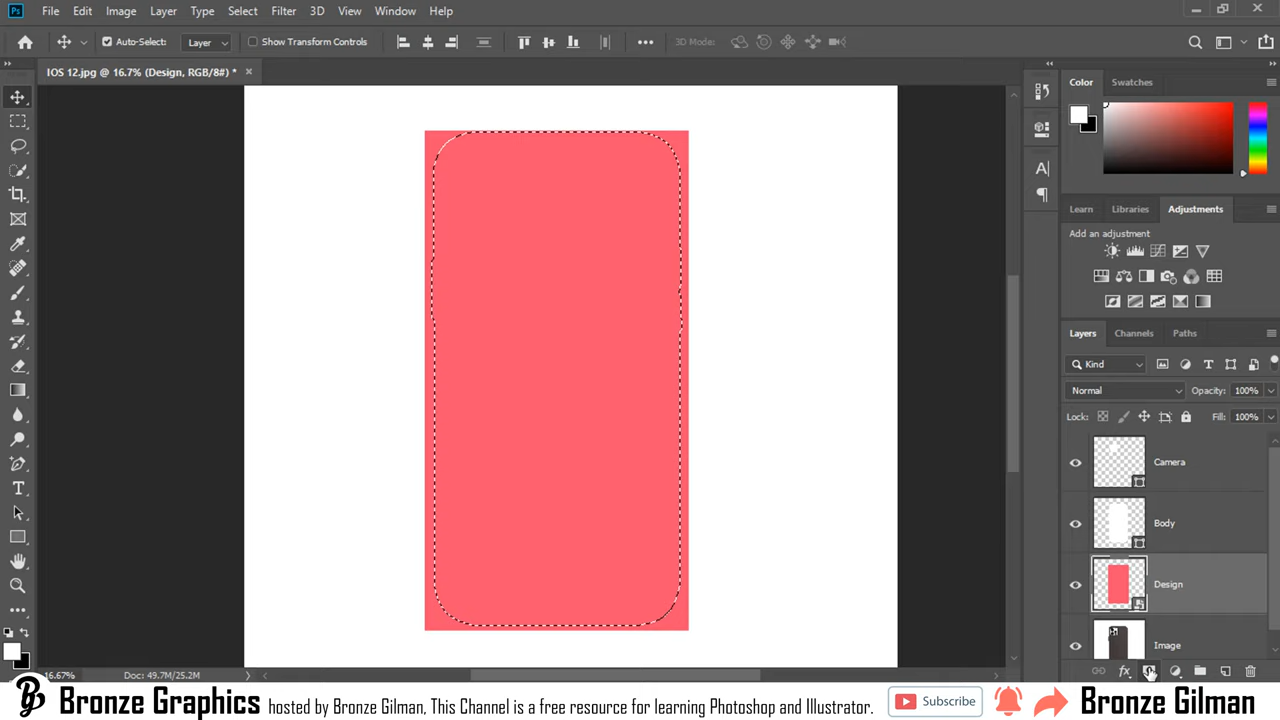 Ps File Edit Image Layer Type Select Filter 3D View Window Help
Auto-Select: Layer Show Transform Controls 3D Mode:
IOS 12.jpg @ 16.7% (Design, RGB/8#) *
Color Swatches
Learn Libraries Adjustments
Add an adjustment
Layers Channels Paths
Kind
Normal Opacity: 100%
Lock: Fill: 100%
Camera
Body
Design
Image
16.67% Doc: 49.7M/25.2M
Bronze Graphics hosted by Bronze Gilman, This Channel is a free resource for learning Photoshop and Illustrator. Subscribe Bronze Gilman